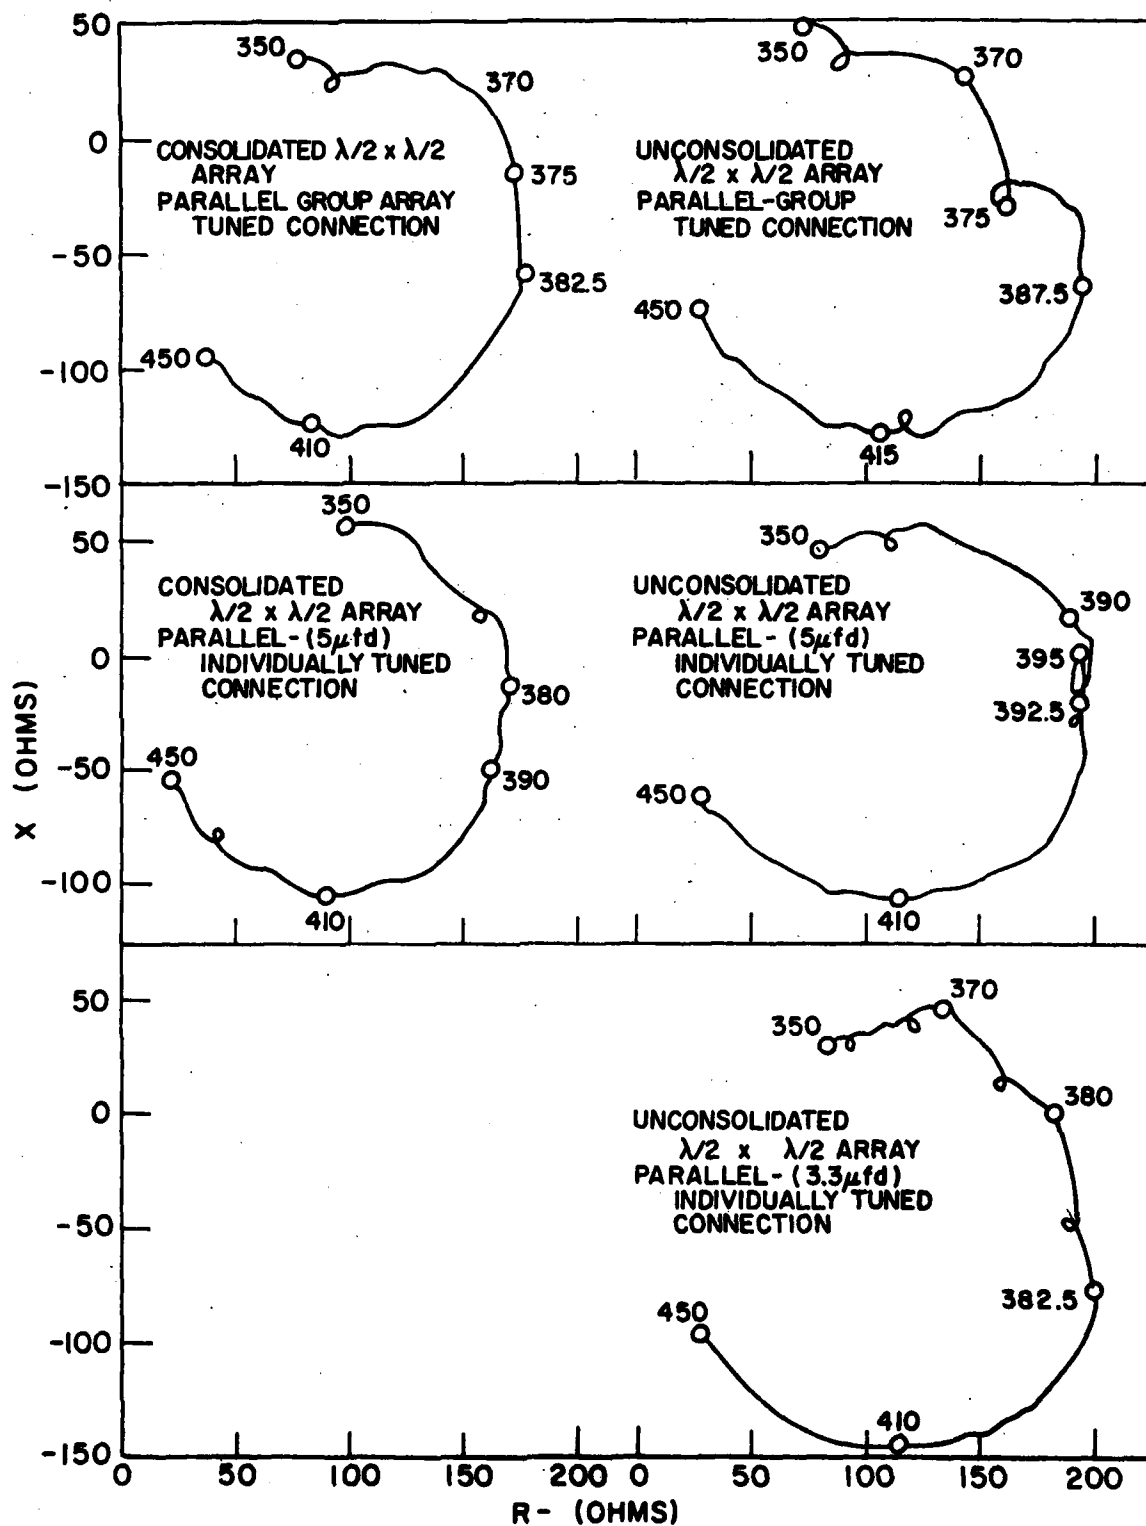 50
0
-50
-100
-150
350
370
375
382.5
410
450
CONSOLIDATED λ/2 x λ/2
ARRAY
PARALLEL GROUP ARRAY
TUNED CONNECTION
350
370
375
387.5
415
450
UNCONSOLIDATED
λ/2 x λ/2 ARRAY
PARALLEL-GROUP
TUNED CONNECTION
50
0
-50
-100
350
380
390
410
450
CONSOLIDATED
λ/2 x λ/2 ARRAY
PARALLEL- (5μfd)
INDIVIDUALLY TUNED
CONNECTION
350
390
395
392.5
410
450
UNCONSOLIDATED
λ/2 x λ/2 ARRAY
PARALLEL- (5μfd)
INDIVIDUALLY TUNED
CONNECTION
X (OHMS)
50
0
-50
-100
-150
350
370
380
382.5
410
450
UNCONSOLIDATED
λ/2 x λ/2 ARRAY
PARALLEL- (3.3μfd)
INDIVIDUALLY TUNED
CONNECTION
0 50 100 150 200 0 50 100 150 200
R- (OHMS)